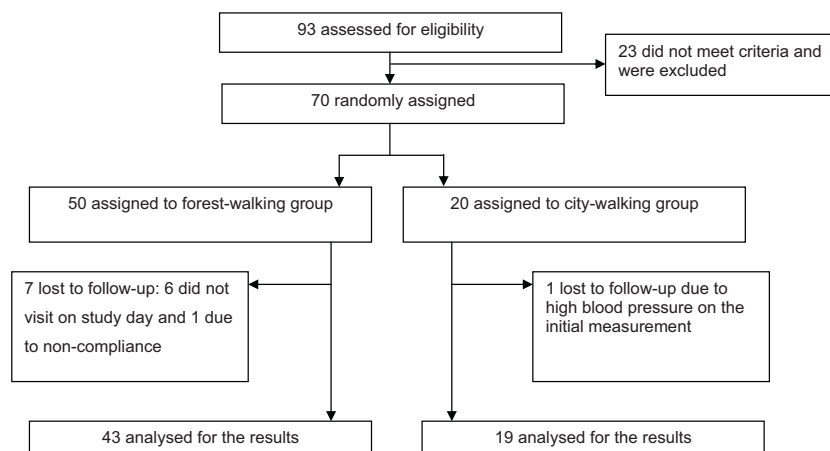 93 assessed for eligibility
23 did not meet criteria and
were excluded
70 randomly assigned
50 assigned to forest-walking group
20 assigned to city-walking group
7 lost to follow-up: 6 did not
visit on study day and 1 due
to non-compliance
1 lost to follow-up due to
high blood pressure on the
initial measurement
43 analysed for the results
19 analysed for the results